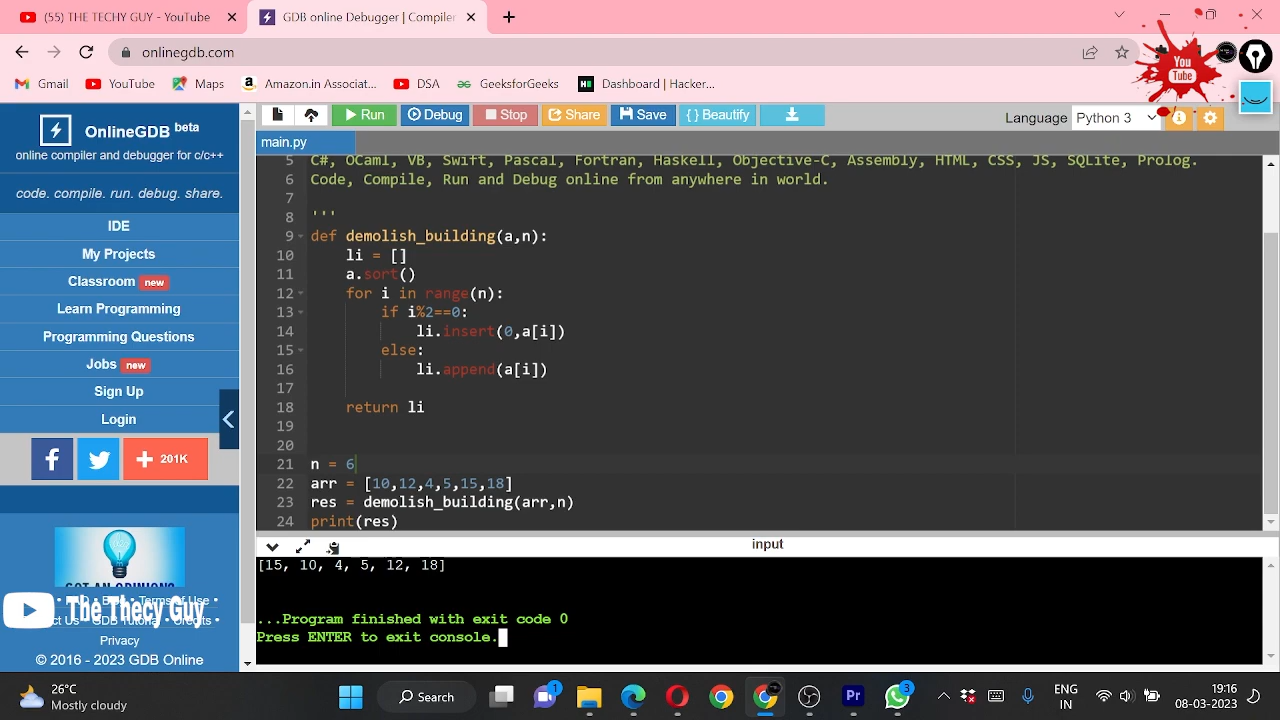 (55) THE TECHY GUY - YouTube
GDB online Debugger | Compiler
onlinegdb.com
Gmail YouTube Maps Amazon.in Associat... DSA GeeksforGeeks Dashboard | Hacker...
You
Tube
OnlineGDB beta
online compiler and debugger for c/c++
code. compile. run. debug. share.
IDE
My Projects
Classroom new
Learn Programming
Programming Questions
Jobs new
Sign Up
Login
201K
The Thecy Guy
Terms of Use
GDB Tutorial • Credits •
Privacy
© 2016 - 2023 GDB Online
Run Debug Stop Share Save { } Beautify
Language Python 3
main.py
5 C#, OCaml, VB, Swift, Pascal, Fortran, Haskell, Objective-C, Assembly, HTML, CSS, JS, SQLite, Prolog.
6 Code, Compile, Run and Debug online from anywhere in world.
7
8 '''
9 def demolish_building(a,n):
10 li = []
11 a.sort()
12 for i in range(n):
13 if i%2==0:
14 li.insert(0,a[i])
15 else:
16 li.append(a[i])
17
18 return li
19
20
21 n = 6
22 arr = [10,12,4,5,15,18]
23 res = demolish_building(arr,n)
24 print(res)
input
[15, 10, 4, 5, 12, 18]
...Program finished with exit code 0
Press ENTER to exit console.
26°C
Mostly cloudy
Search
1
Pr
3
ENG
IN
19:16
08-03-2023